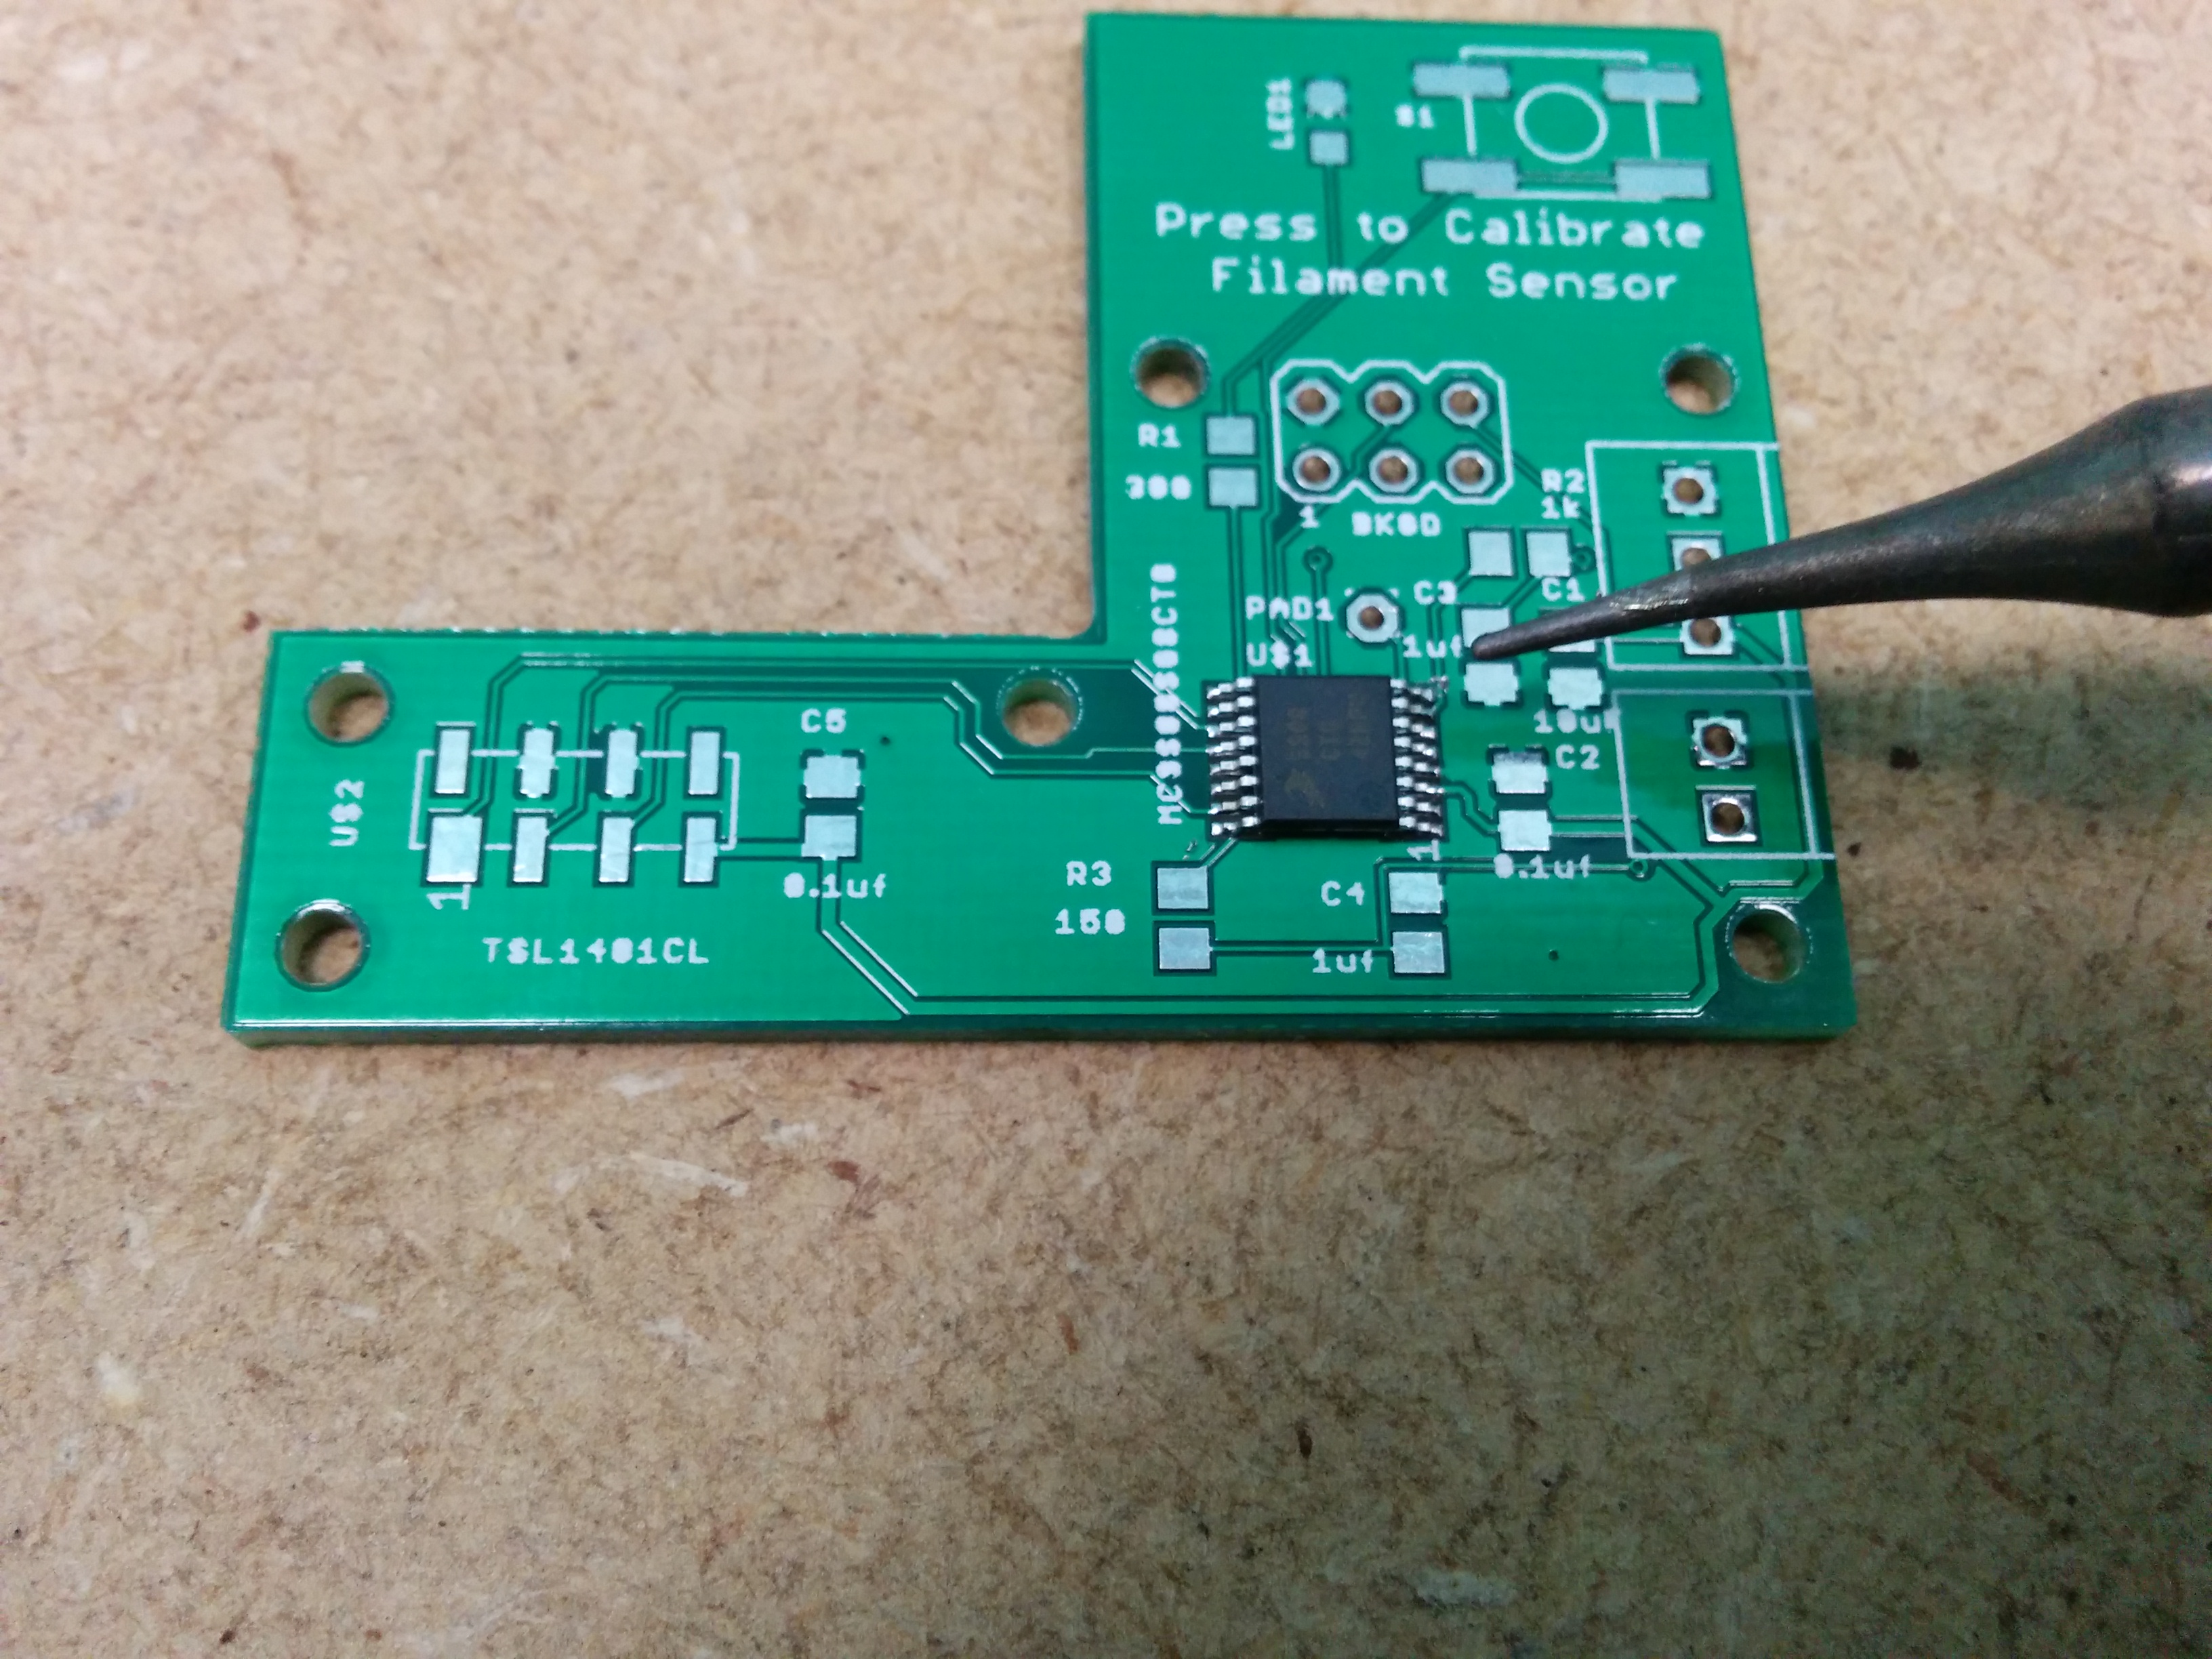 LED1
S1
Press to Calibrate
Filament Sensor
R1
300
R2
1k
1
BKGD
C3
C1
PAD1
1uf
U$1
10uf
C2
C5
U$2
0.1uf
1
0.1uf
R3
C4
1
150
1uf
TSL1401CL